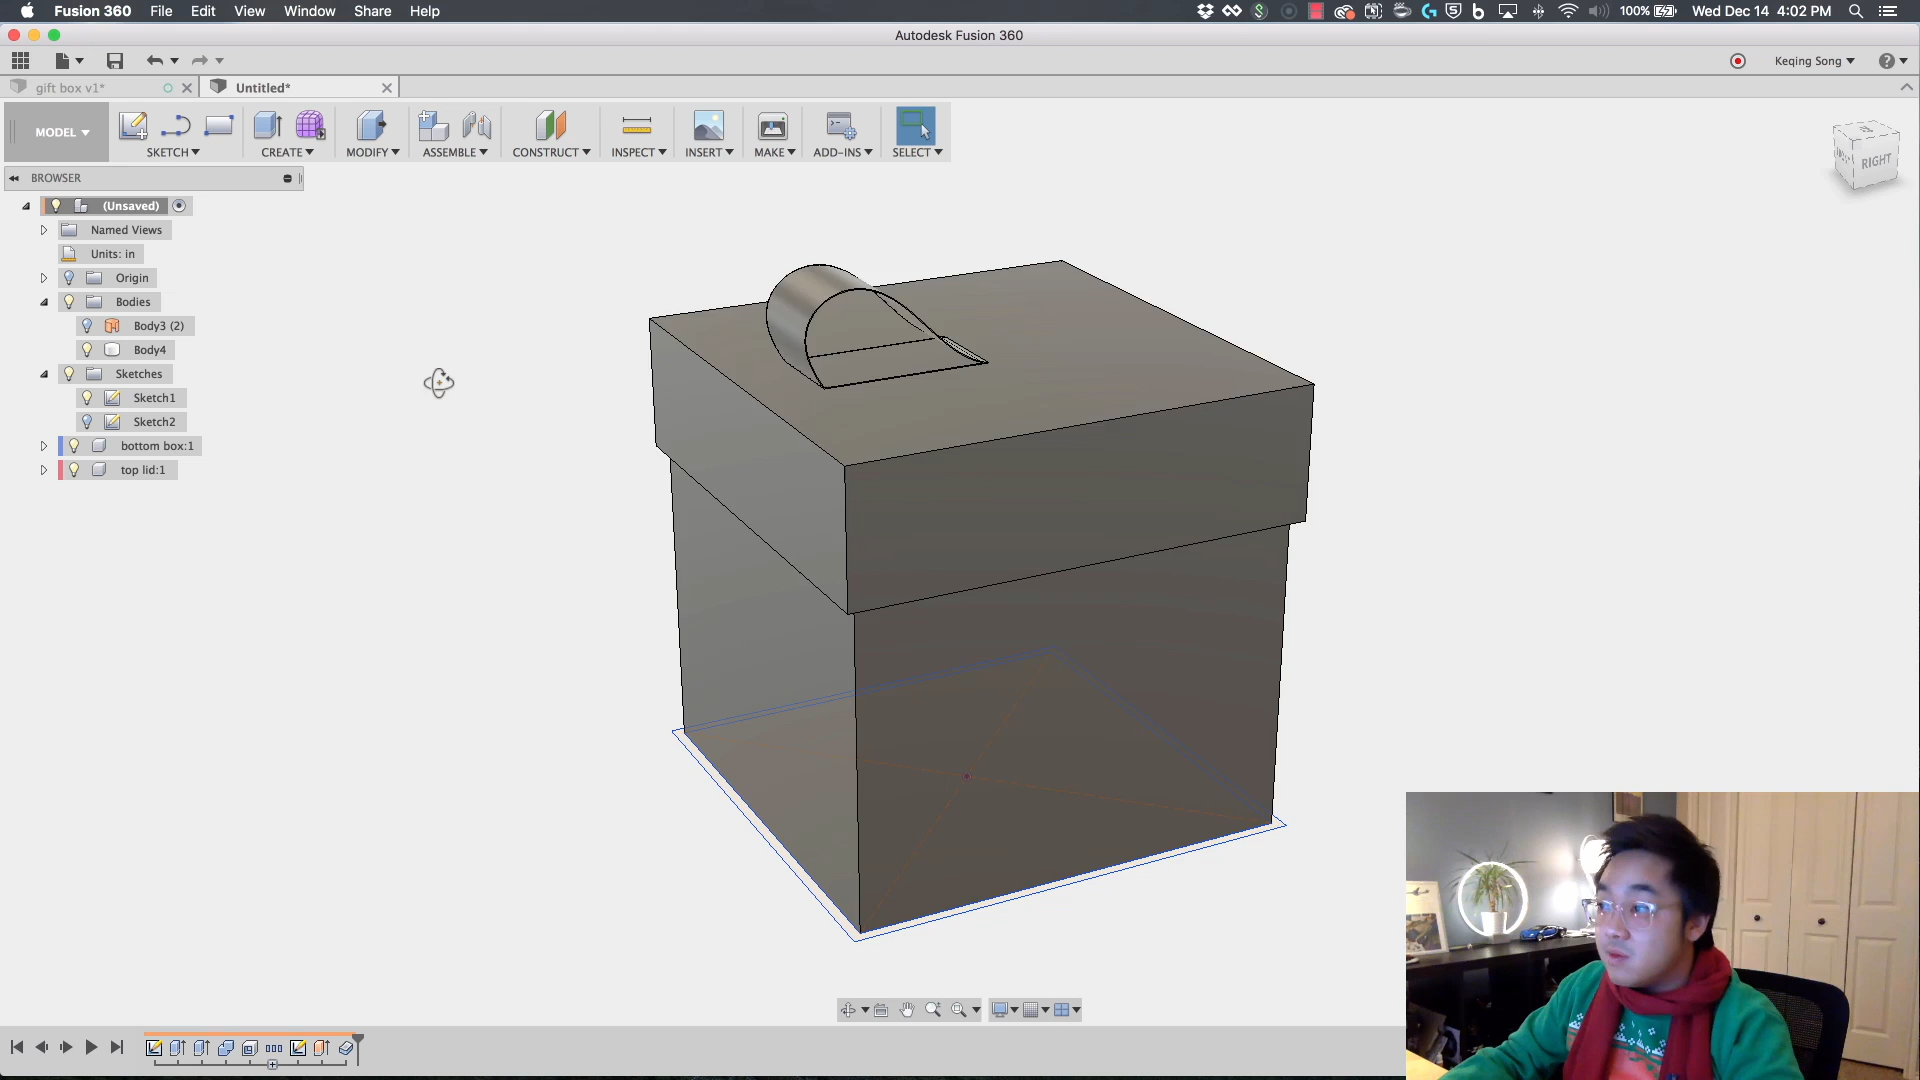 Fusion 360 File Edit View Window Share Help 100% Wed Dec 14 4:02 PM
Autodesk Fusion 360
Keqing Song
gift box v1* Untitled*
MODEL SKETCH CREATE MODIFY ASSEMBLE CONSTRUCT INSPECT INSERT MAKE ADD-INS SELECT
RIGHT
BROWSER
(Unsaved)
Named Views
Units: in
Origin
Bodies
Body3 (2)
Body4
Sketches
Sketch1
Sketch2
bottom box:1
top lid:1